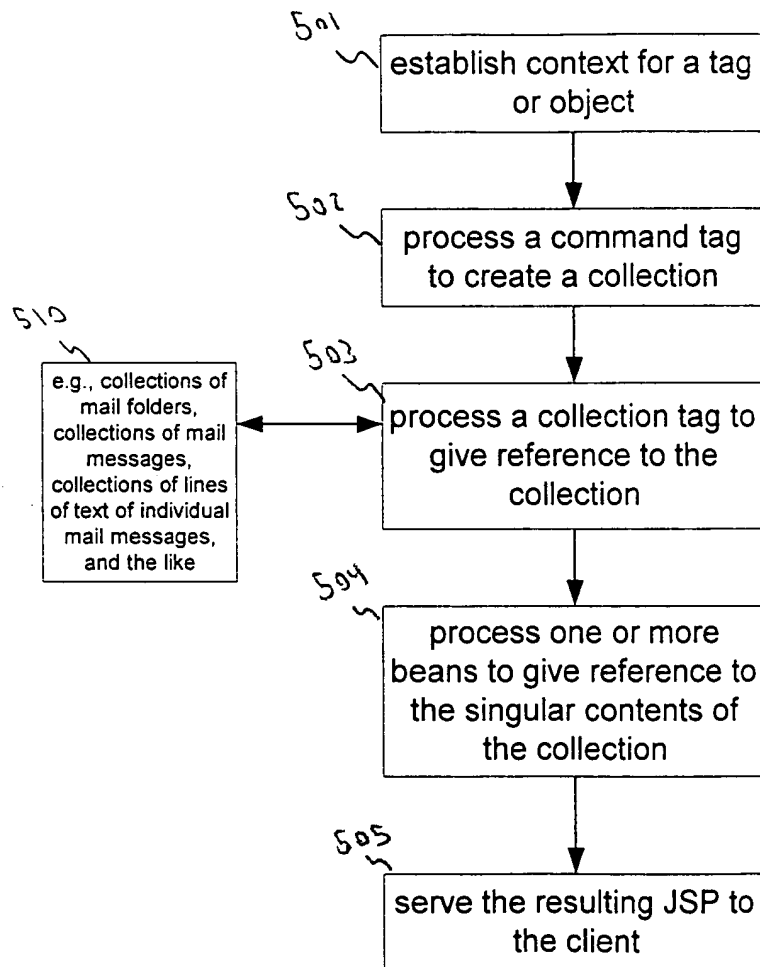 501
establish context for a tag
or object
502
process a command tag
to create a collection
510
e.g., collections of
mail folders,
collections of mail
messages,
collections of lines
of text of individual
mail messages,
and the like
503
process a collection tag to
give reference to the
collection
504
process one or more
beans to give reference to
the singular contents of
the collection
505
serve the resulting JSP to
the client